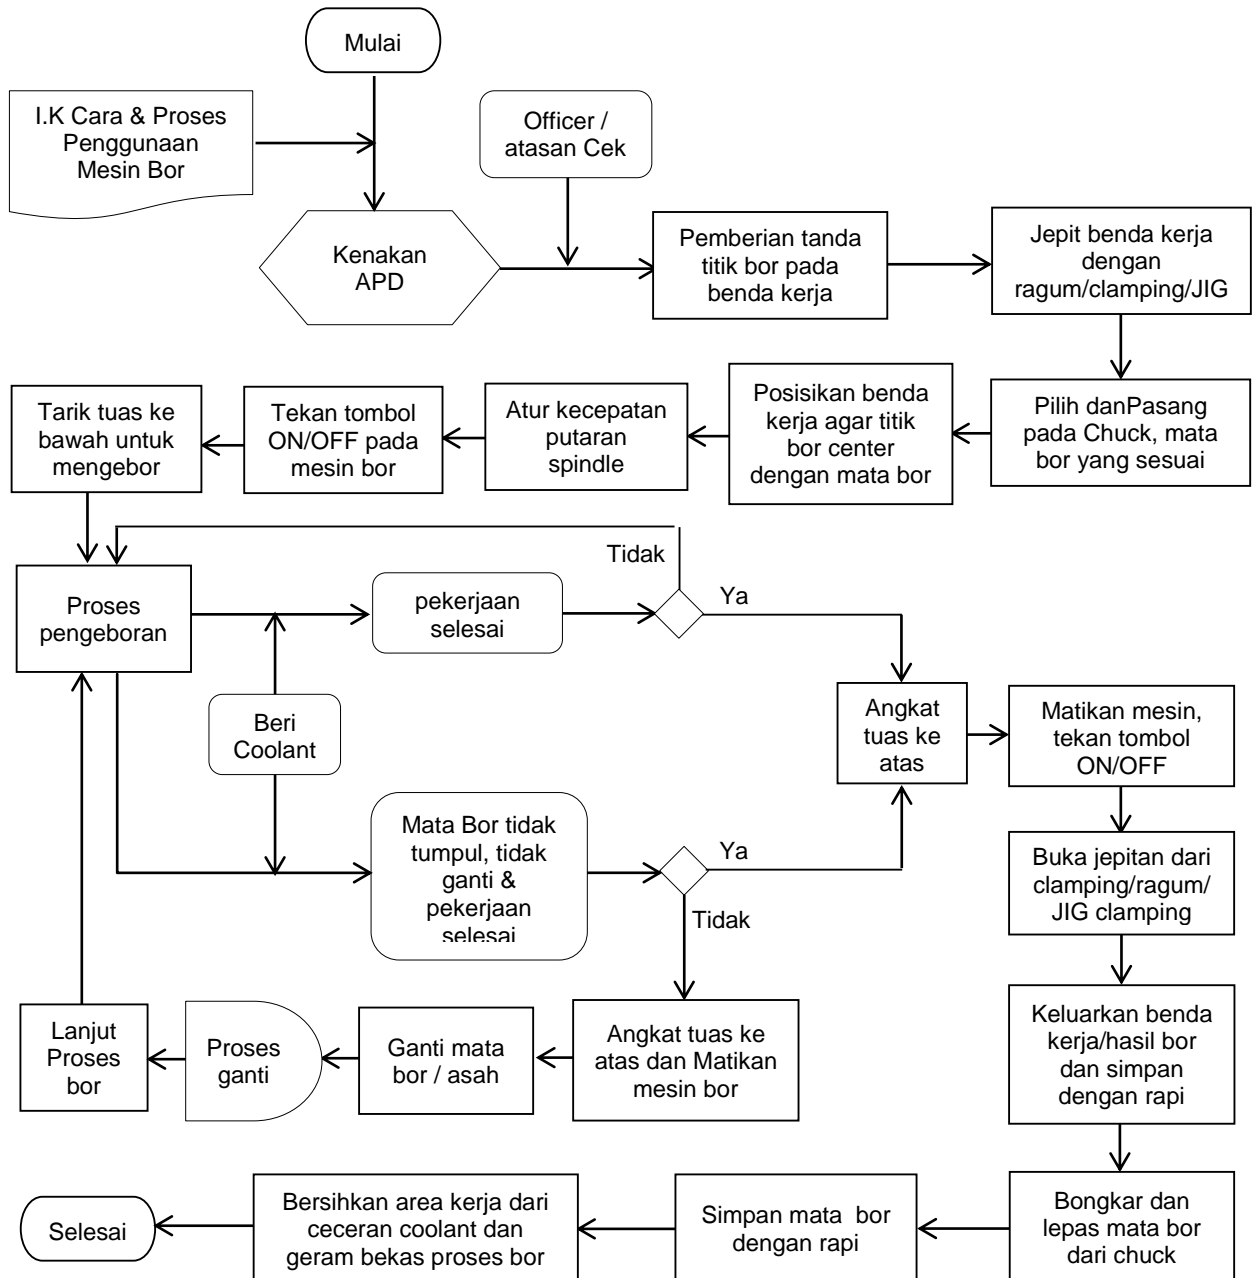 Mulai
I.K Cara & Proses
Penggunaan
Mesin Bor
Officer /
atasan Cek
Kenakan
APD
Pemberian tanda
titik bor pada
benda kerja
Jepit benda kerja
dengan
ragum/clamping/JIG
Tarik tuas ke
bawah untuk
mengebor
Tekan tombol
ON/OFF pada
mesin bor
Atur kecepatan
putaran
spindle
Posisikan benda
kerja agar titik
bor center
dengan mata bor
Pilih danPasang
pada Chuck, mata
bor yang sesuai
Tidak
Proses
pengeboran
pekerjaan
selesai
Ya
Beri
Coolant
Angkat
tuas ke
atas
Matikan mesin,
tekan tombol
ON/OFF
Mata Bor tidak
tumpul, tidak
ganti &
pekerjaan
selesai
Ya
Tidak
Buka jepitan dari
clamping/ragum/
JIG clamping
Lanjut
Proses
bor
Proses
ganti
Ganti mata
bor / asah
Angkat tuas ke
atas dan Matikan
mesin bor
Keluarkan benda
kerja/hasil bor
dan simpan
dengan rapi
Selesai
Bersihkan area kerja dari
ceceran coolant dan
geram bekas proses bor
Simpan mata  bor
dengan rapi
Bongkar dan
lepas mata bor
dari chuck